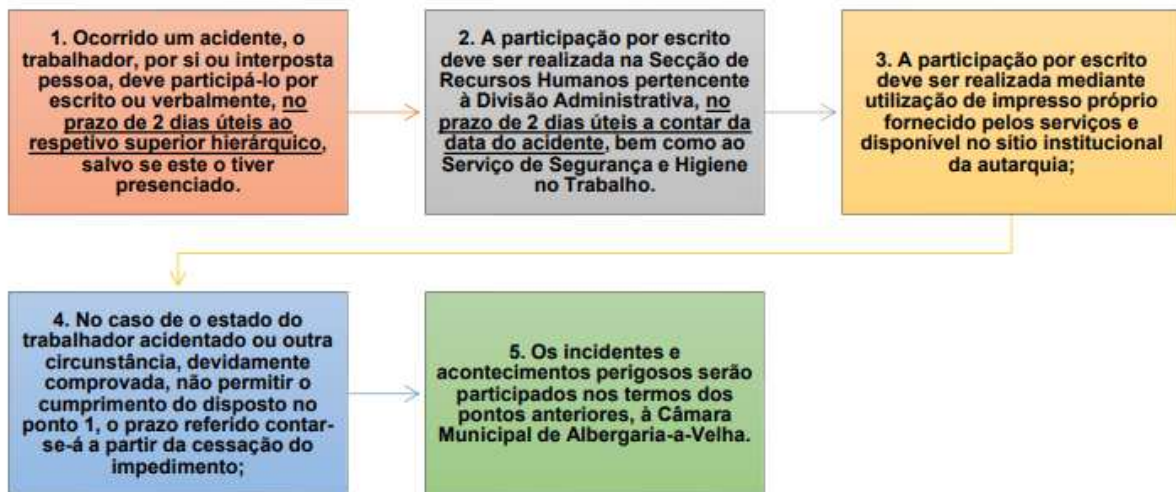 1. Ocorrido um acidente, o
trabalhador, por si ou interposta
pessoa, deve participá-lo por
escrito ou verbalmente, no
prazo de 2 dias úteis ao
respetivo superior hierárquico,
salvo se este o tiver
presenciado.
2. A participação por escrito
deve ser realizada na Secção de
Recursos Humanos pertencente
à Divisão Administrativa, no
prazo de 2 dias úteis a contar da
data do acidente, bem como ao
Serviço de Segurança e Higiene
no Trabalho.
3. A participação por escrito
deve ser realizada mediante
utilização de impresso próprio
fornecido pelos serviços e
disponível no sitio institucional
da autarquia;
4. No caso de o estado do
trabalhador acidentado ou outra
circunstância, devidamente
comprovada, não permitir o
cumprimento do disposto no
ponto 1, o prazo referido contar-
se-á a partir da cessação do
impedimento;
5. Os incidentes e
acontecimentos perigosos serão
participados nos termos dos
pontos anteriores, à Câmara
Municipal de Albergaria-a-Velha.